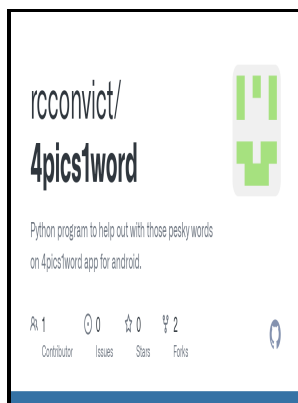 rcconvict/
4pics1word
Python program to help out with those pesky words
on 4pics1word app for android.
1 0 0 2
Contributor Issues Stars Forks